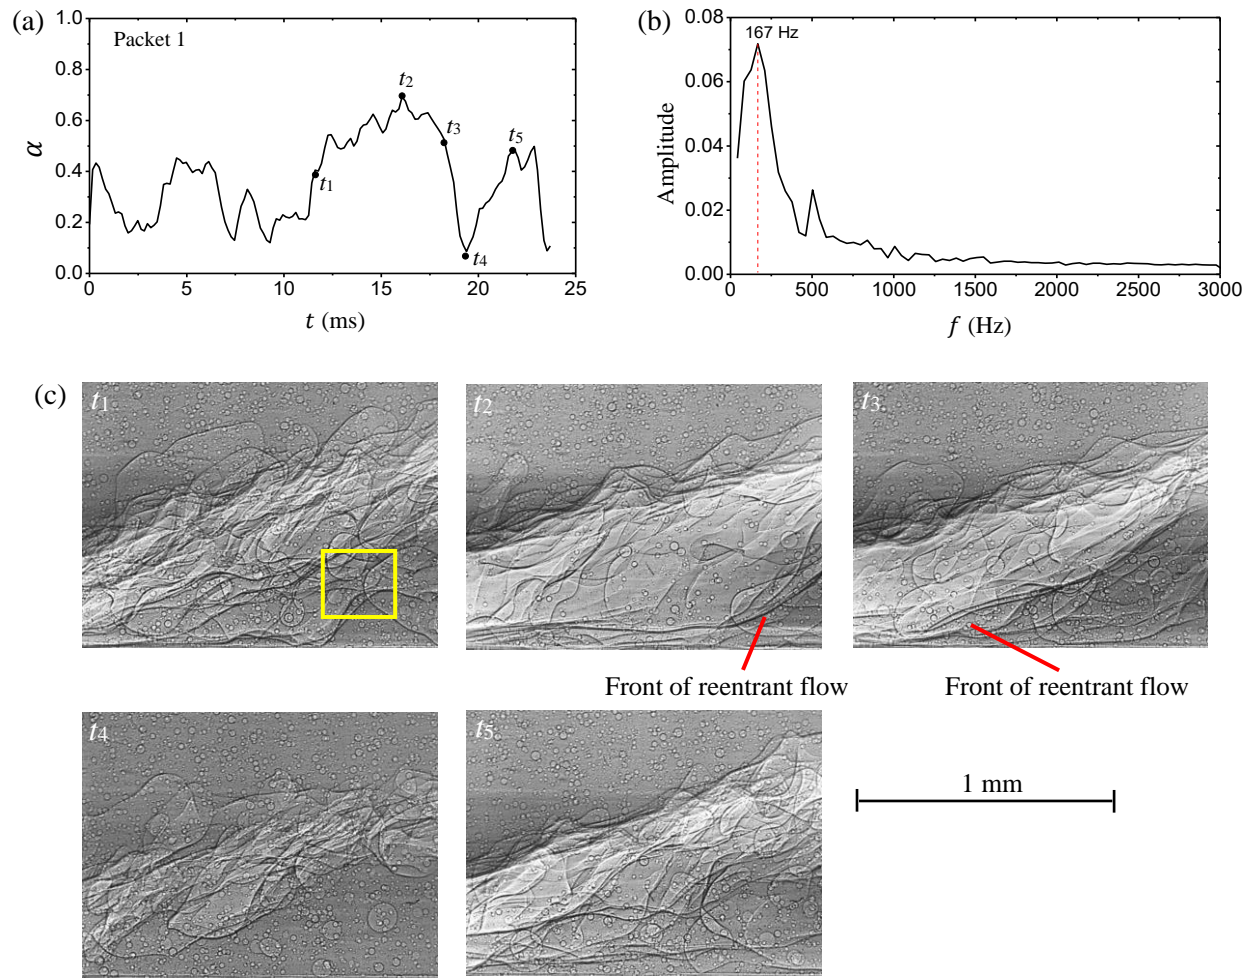 (a)
1.0
0.8
0.6
0.4
0.2
0.0
α
Packet 1
t1
t2
t3
t4
t5
0 5 10 15 20 25
t (ms)
(b)
0.08
0.06
0.04
0.02
0.00
Amplitude
167 Hz
0 500 1000 1500 2000 2500 3000
f (Hz)
(c)
t1
t2
t3
Front of reentrant flow
Front of reentrant flow
t4
t5
1 mm